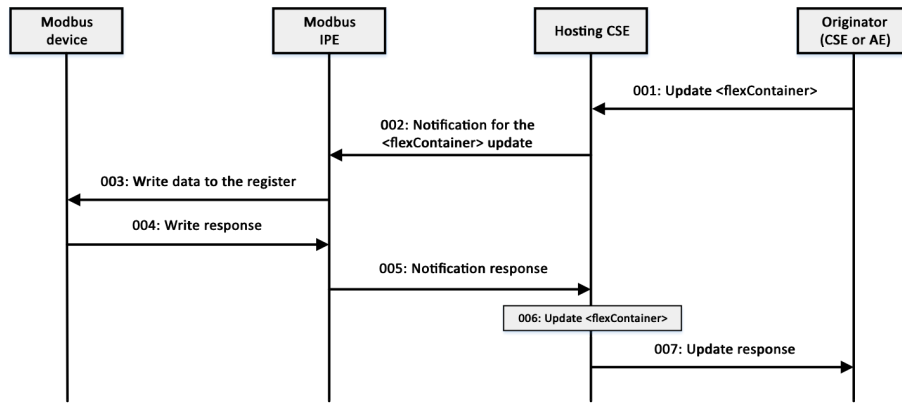 Modbus
device
Modbus
IPE
Hosting CSE
Originator
(CSE or AE)
001: Update <flexContainer>
002: Notification for the
<flexContainer> update
003: Write data to the register
004: Write response
005: Notification response
006: Update <flexContainer>
007: Update response